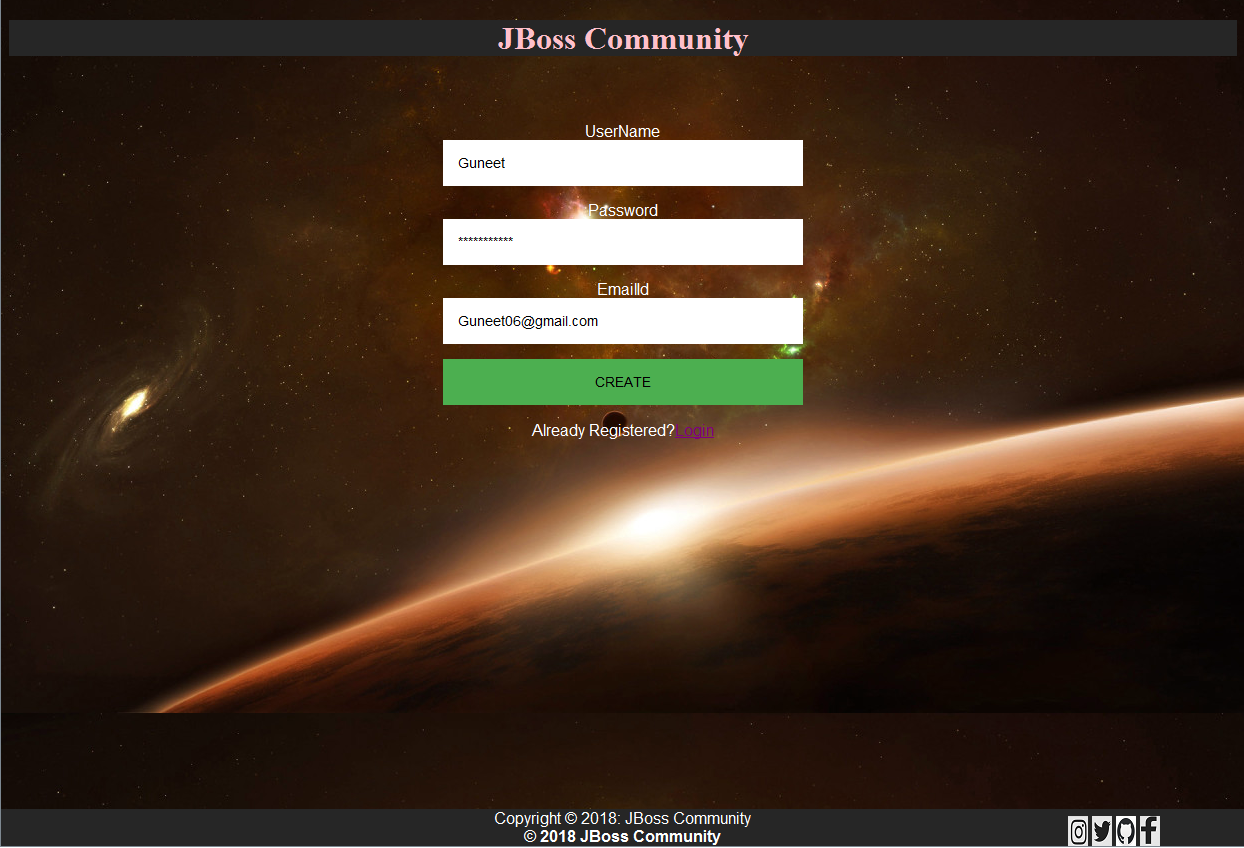 JBoss Community
UserName
Guneet
Password
***********
EmailId
Guneet06@gmail.com
CREATE
Already Registered?Login
Copyright © 2018: JBoss Community
© 2018 JBoss Community